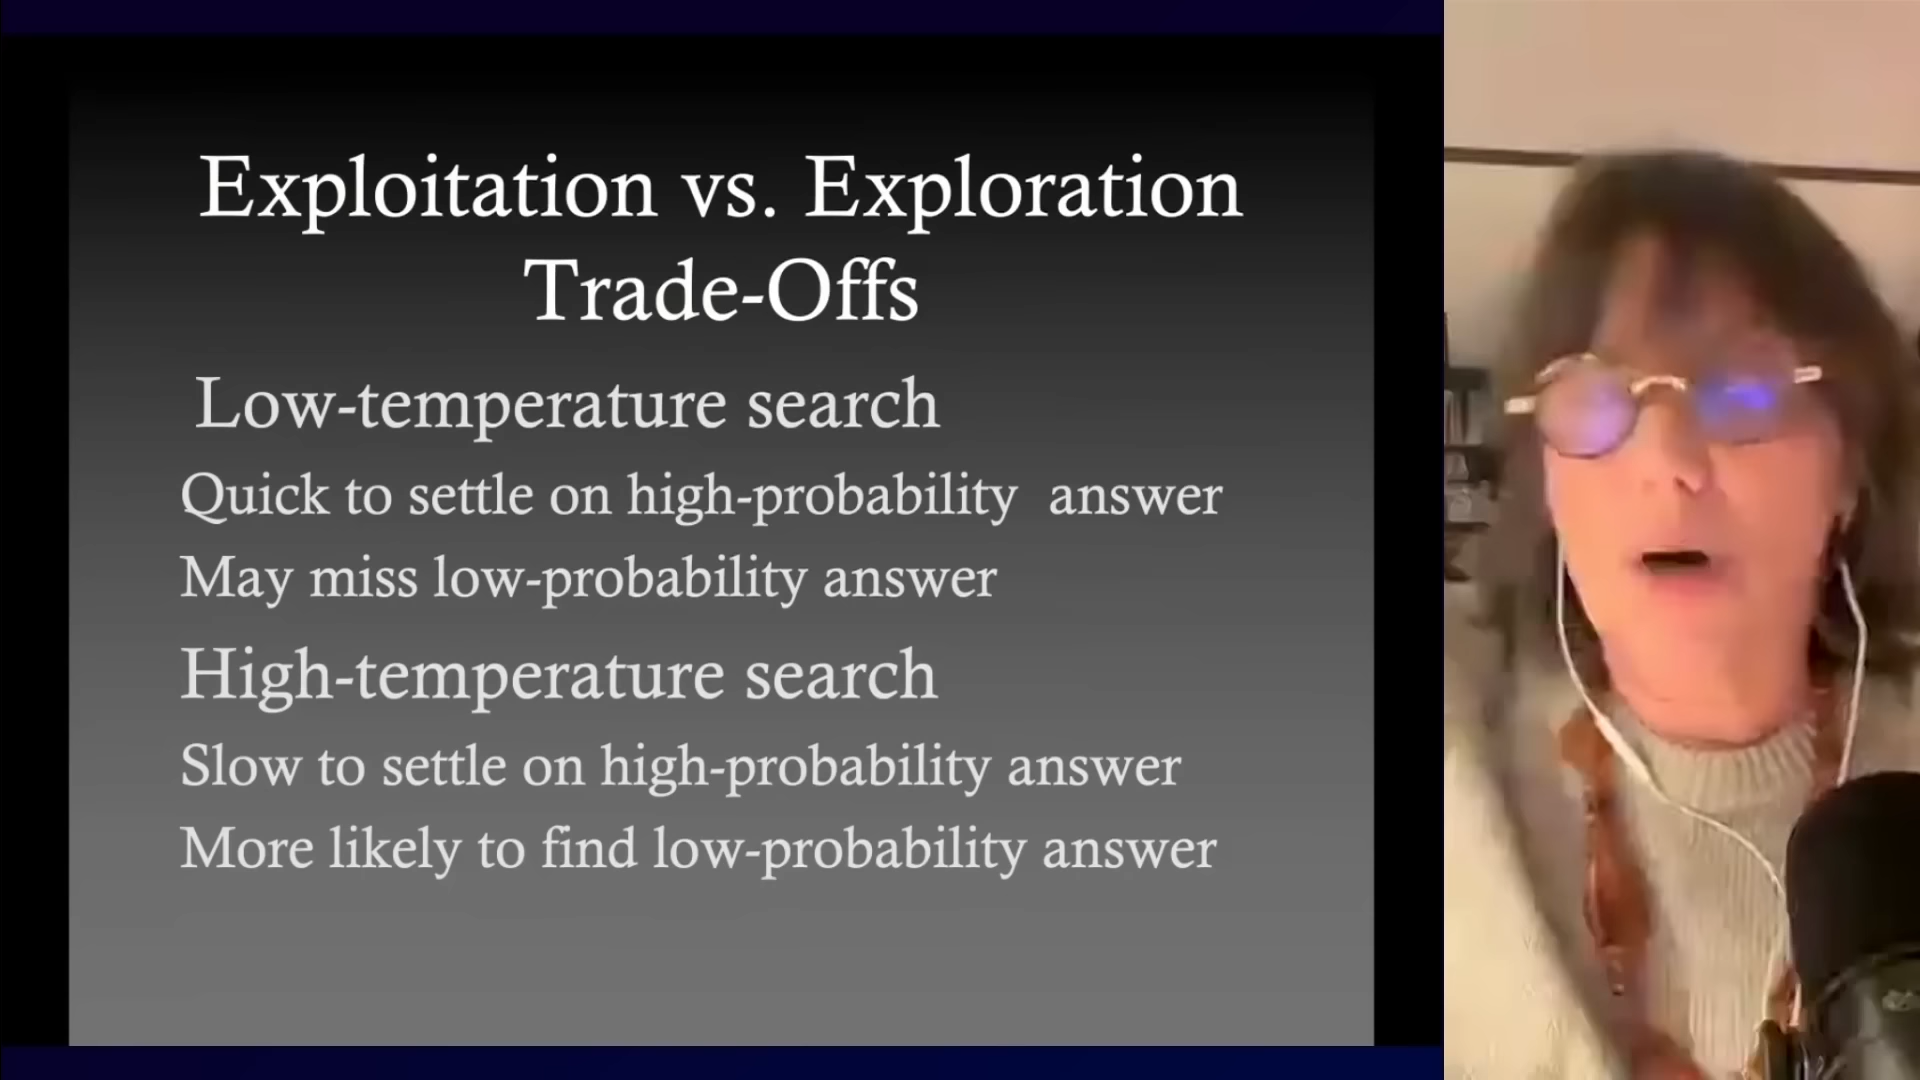 Exploitation vs. Exploration
Trade-Offs
Low-temperature search
Quick to settle on high-probability answer
May miss low-probability answer
High-temperature search
Slow to settle on high-probability answer
More likely to find low-probability answer